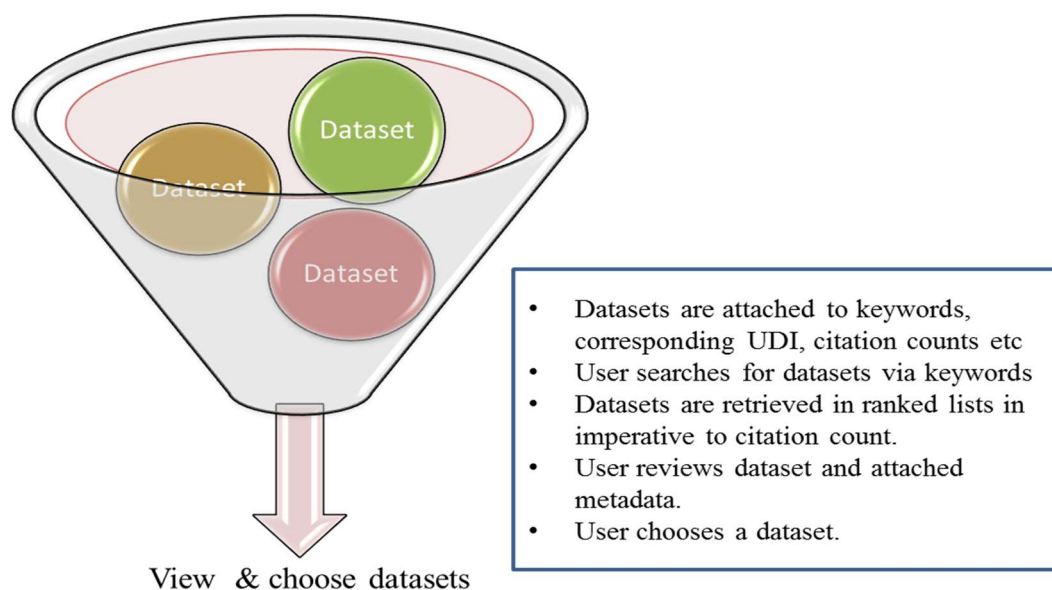 Dataset
Dataset
Dataset
• Datasets are attached to keywords,
corresponding UDI, citation counts etc
• User searches for datasets via keywords
• Datasets are retrieved in ranked lists in
imperative to citation count.
• User reviews dataset and attached
metadata.
• User chooses a dataset.
View & choose datasets